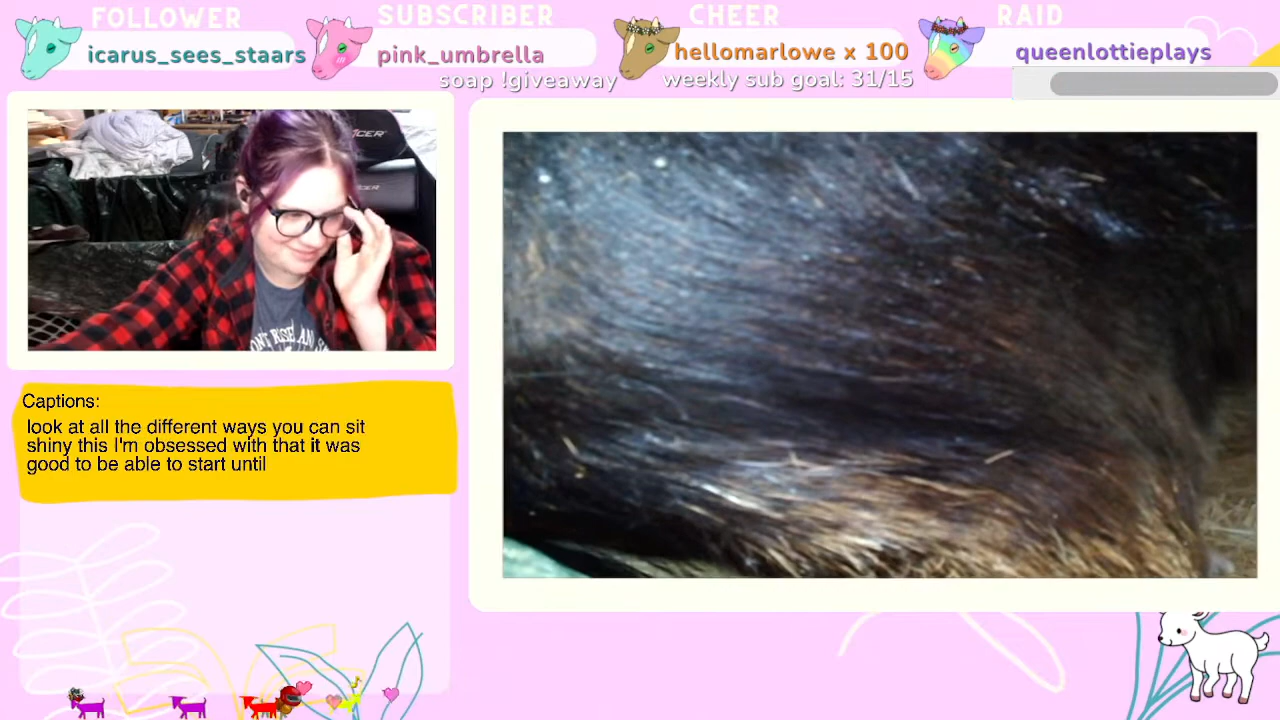 FOLLOWER
icarus_sees_staars
SUBSCRIBER
pink_umbrella
CHEER
hellomarlowe x 100
RAID
queenlottieplays
soap !giveaway
weekly sub goal: 31/15
Captions:
look at all the different ways you can sit
shiny this I'm obsessed with that it was
good to be able to start until